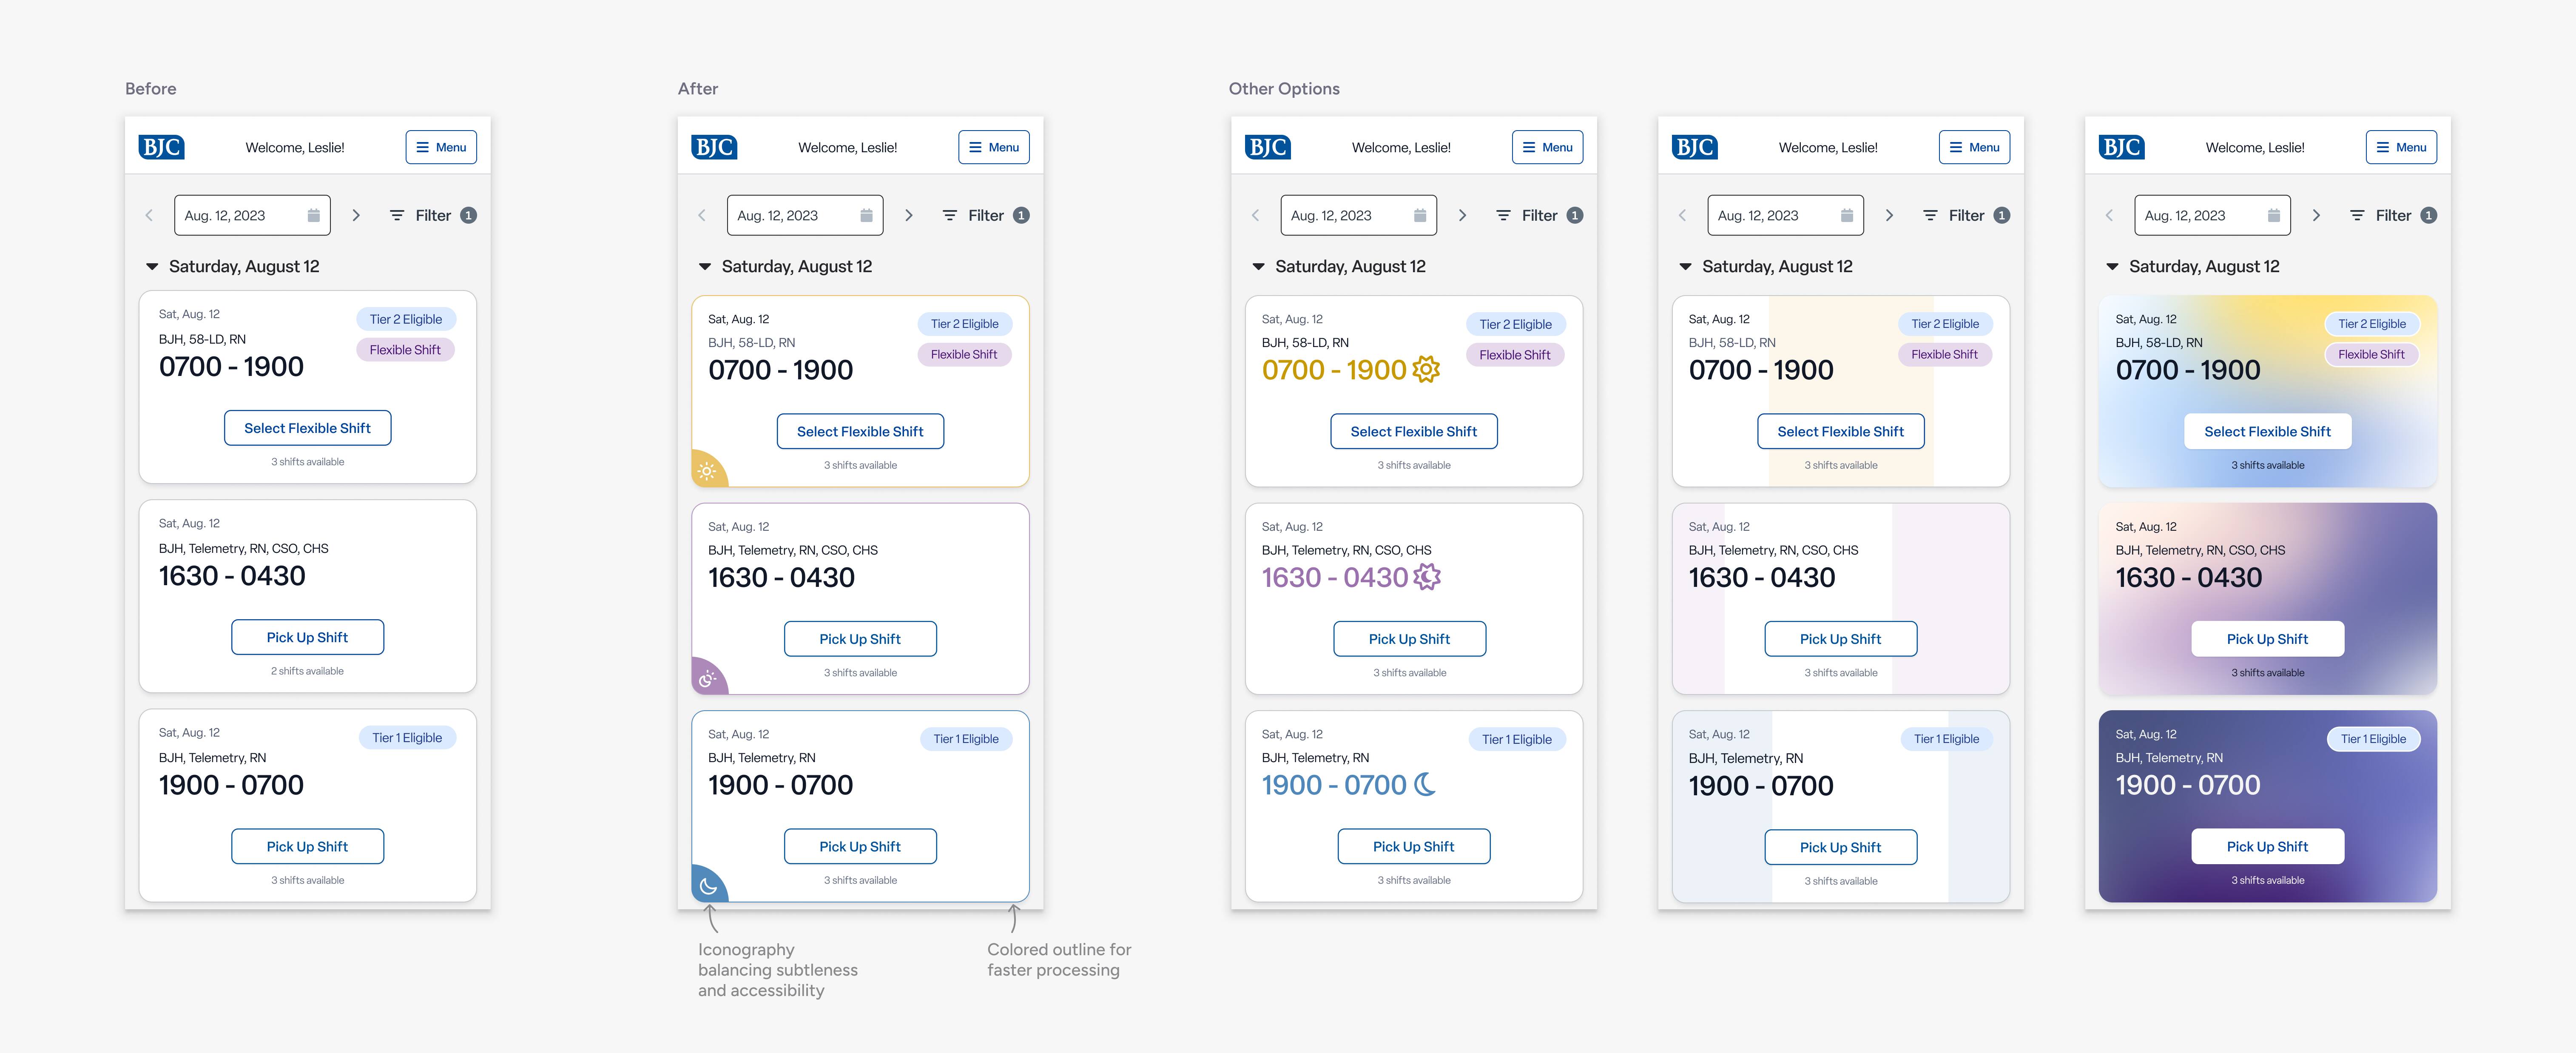 Before
BJC
Welcome, Leslie!
Menu
Aug. 12, 2023
Filter 1
Saturday, August 12
Sat, Aug. 12
Tier 2 Eligible
BJH, 58-LD, RN
Flexible Shift
0700 - 1900
Select Flexible Shift
3 shifts available
Sat, Aug. 12
BJH, Telemetry, RN, CSO, CHS
1630 - 0430
Pick Up Shift
2 shifts available
Sat, Aug. 12
Tier 1 Eligible
BJH, Telemetry, RN
1900 - 0700
Pick Up Shift
3 shifts available
After
BJC
Welcome, Leslie!
Menu
Aug. 12, 2023
Filter 1
Saturday, August 12
Sat, Aug. 12
Tier 2 Eligible
BJH, 58-LD, RN
Flexible Shift
0700 - 1900
Select Flexible Shift
3 shifts available
Sat, Aug. 12
BJH, Telemetry, RN, CSO, CHS
1630 - 0430
Pick Up Shift
3 shifts available
Sat, Aug. 12
Tier 1 Eligible
BJH, Telemetry, RN
1900 - 0700
Pick Up Shift
3 shifts available
Iconography
balancing subtleness
and accessibility
Colored outline for
faster processing
Other Options
BJC
Welcome, Leslie!
Menu
Aug. 12, 2023
Filter 1
Saturday, August 12
Sat, Aug. 12
Tier 2 Eligible
BJH, 58-LD, RN
Flexible Shift
0700 - 1900
Select Flexible Shift
3 shifts available
Sat, Aug. 12
BJH, Telemetry, RN, CSO, CHS
1630 - 0430
Pick Up Shift
3 shifts available
Sat, Aug. 12
Tier 1 Eligible
BJH, Telemetry, RN
1900 - 0700
Pick Up Shift
3 shifts available
BJC
Welcome, Leslie!
Menu
Aug. 12, 2023
Filter 1
Saturday, August 12
Sat, Aug. 12
Tier 2 Eligible
BJH, 58-LD, RN
Flexible Shift
0700 - 1900
Select Flexible Shift
3 shifts available
Sat, Aug. 12
BJH, Telemetry, RN, CSO, CHS
1630 - 0430
Pick Up Shift
3 shifts available
Sat, Aug. 12
Tier 1 Eligible
BJH, Telemetry, RN
1900 - 0700
Pick Up Shift
3 shifts available
BJC
Welcome, Leslie!
Menu
Aug. 12, 2023
Filter 1
Saturday, August 12
Sat, Aug. 12
Tier 2 Eligible
BJH, 58-LD, RN
Flexible Shift
0700 - 1900
Select Flexible Shift
3 shifts available
Sat, Aug. 12
BJH, Telemetry, RN, CSO, CHS
1630 - 0430
Pick Up Shift
3 shifts available
Sat, Aug. 12
Tier 1 Eligible
BJH, Telemetry, RN
1900 - 0700
Pick Up Shift
3 shifts available